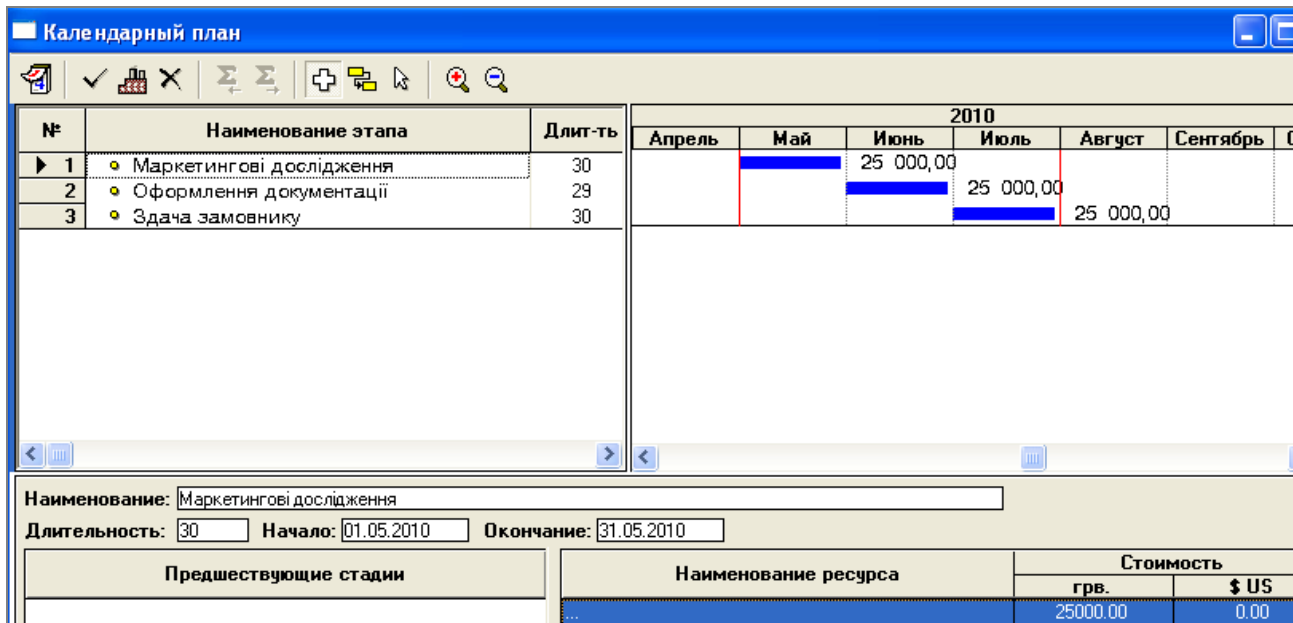 Календарный план
2010
№ Наименование этапа Длит-ть Апрель Май Июнь Июль Август Сентябрь
1 Маркетингові дослідження 30 25 000,00
2 Оформлення документації 29 25 000,00
3 Здача замовнику 30 25 000,00
Наименование: Маркетингові дослідження
Длительность: 30 Начало: 01.05.2010 Окончание: 31.05.2010
Предшествующие стадии Наименование ресурса Стоимость
грв. $ US
... 25000.00 0.00